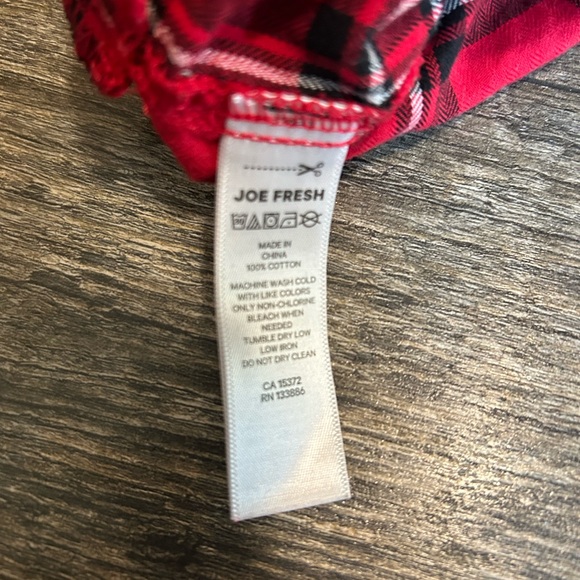 JOE FRESH
MADE IN
CHINA
100% COTTON
MACHINE WASH COLD
WITH LIKE COLORS
ONLY NON-CHLORINE
BLEACH WHEN
NEEDED
TUMBLE DRY LOW
LOW IRON
DO NOT DRY CLEAN
CA 15372
RN 133886